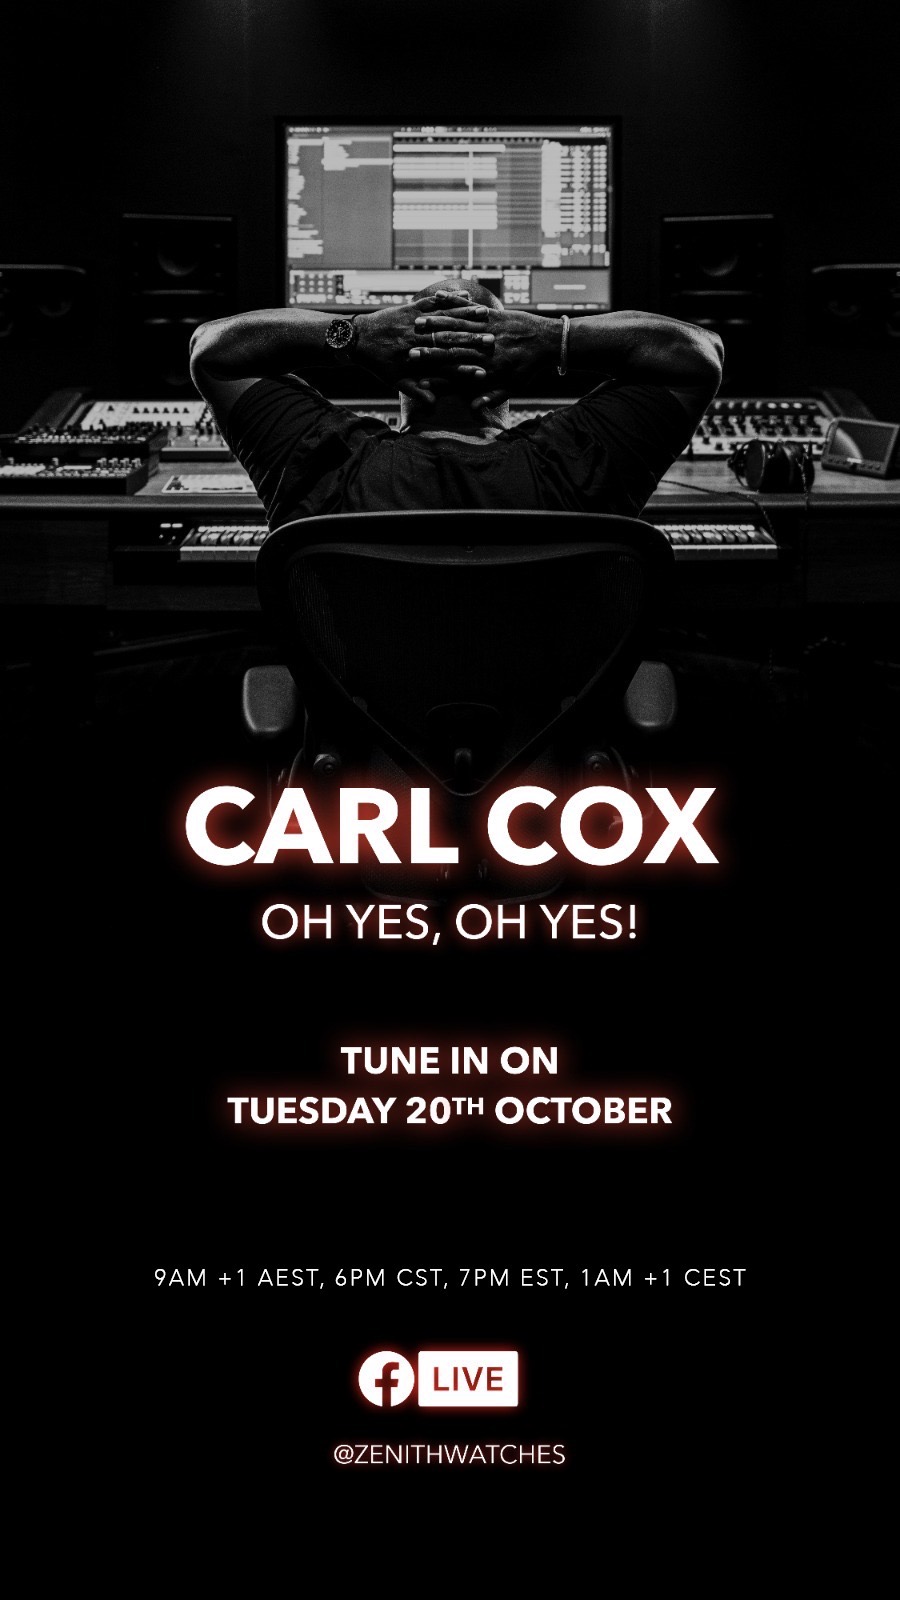 CARL COX
OH YES, OH YES!
TUNE IN ON
TUESDAY 20TH OCTOBER
9AM +1 AEST, 6PM CST, 7PM EST, 1AM +1 CEST
f LIVE
@ZENITHWATCHES